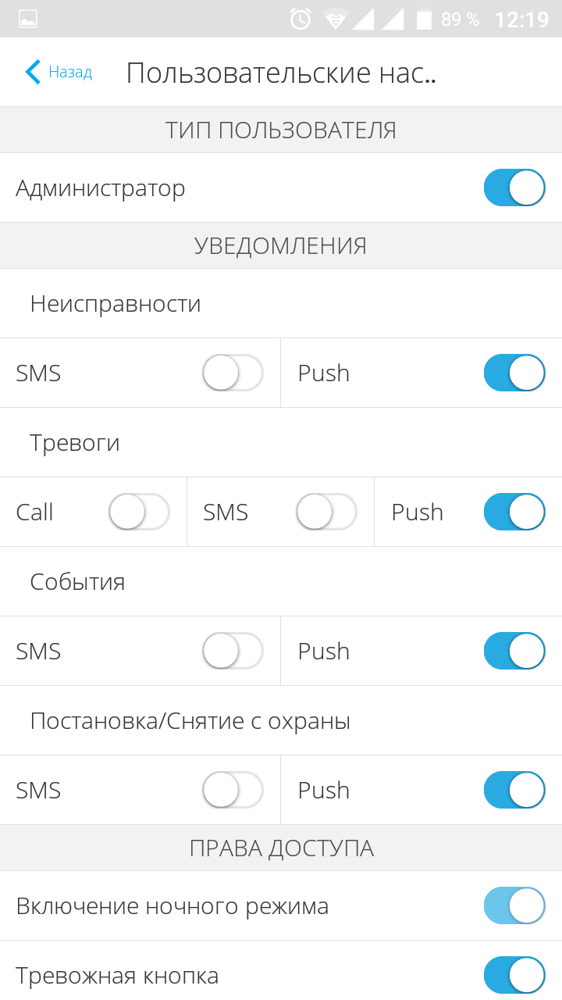 89 % 12:19
Назад Пользовательские нас..
ТИП ПОЛЬЗОВАТЕЛЯ
Администратор
УВЕДОМЛЕНИЯ
Неисправности
SMS Push
Тревоги
Call SMS Push
События
SMS Push
Постановка/Снятие с охраны
SMS Push
ПРАВА ДОСТУПА
Включение ночного режима
Тревожная кнопка